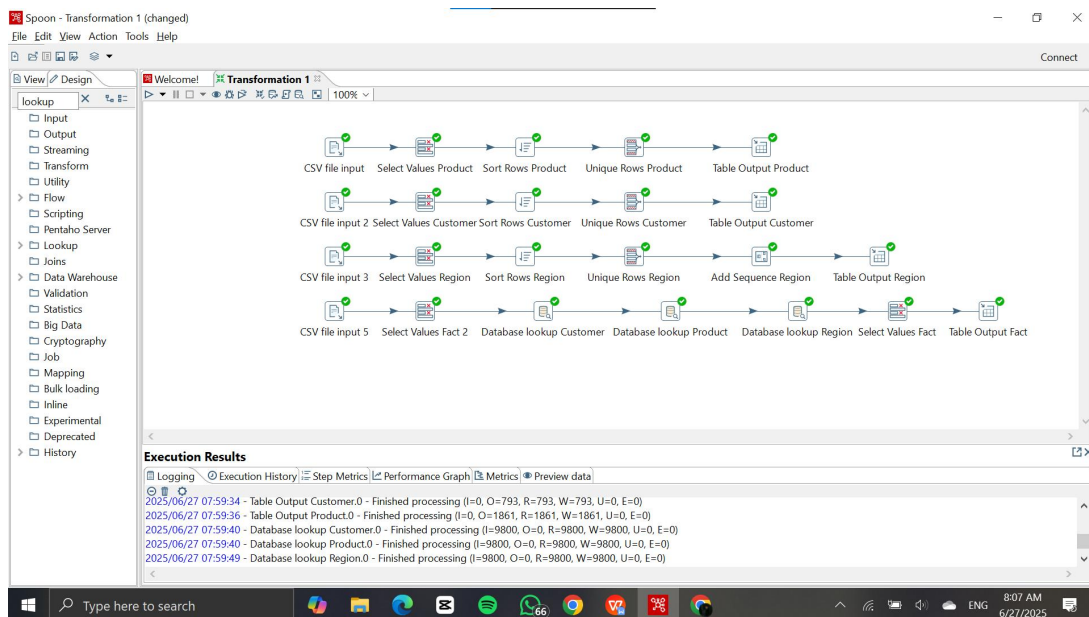 Spoon - Transformation 1 (changed)
File Edit View Action Tools Help
Connect
View Design
Welcome! Transformation 1
lookup
100%
Input
Output
Streaming
Transform
Utility
Flow
Scripting
Pentaho Server
Lookup
Joins
Data Warehouse
Validation
Statistics
Big Data
Cryptography
Job
Mapping
Bulk loading
Inline
Experimental
Deprecated
History
CSV file input Select Values Product Sort Rows Product Unique Rows Product Table Output Product
CSV file input 2 Select Values Customer Sort Rows Customer Unique Rows Customer Table Output Customer
CSV file input 3 Select Values Region Sort Rows Region Unique Rows Region Add Sequence Region Table Output Region
CSV file input 5 Select Values Fact 2 Database lookup Customer Database lookup Product Database lookup Region Select Values Fact Table Output Fact
Execution Results
Logging Execution History Step Metrics Performance Graph Metrics Preview data
2025/06/27 07:59:34 - Table Output Customer.0 - Finished processing (I=0, O=793, R=793, W=793, U=0, E=0)
2025/06/27 07:59:36 - Table Output Product.0 - Finished processing (I=0, O=1861, R=1861, W=1861, U=0, E=0)
2025/06/27 07:59:40 - Database lookup Customer.0 - Finished processing (I=9800, O=0, R=9800, W=9800, U=0, E=0)
2025/06/27 07:59:40 - Database lookup Product.0 - Finished processing (I=9800, O=0, R=9800, W=9800, U=0, E=0)
2025/06/27 07:59:49 - Database lookup Region.0 - Finished processing (I=9800, O=0, R=9800, W=9800, U=0, E=0)
Type here to search
66
ENG
8:07 AM
6/27/2025